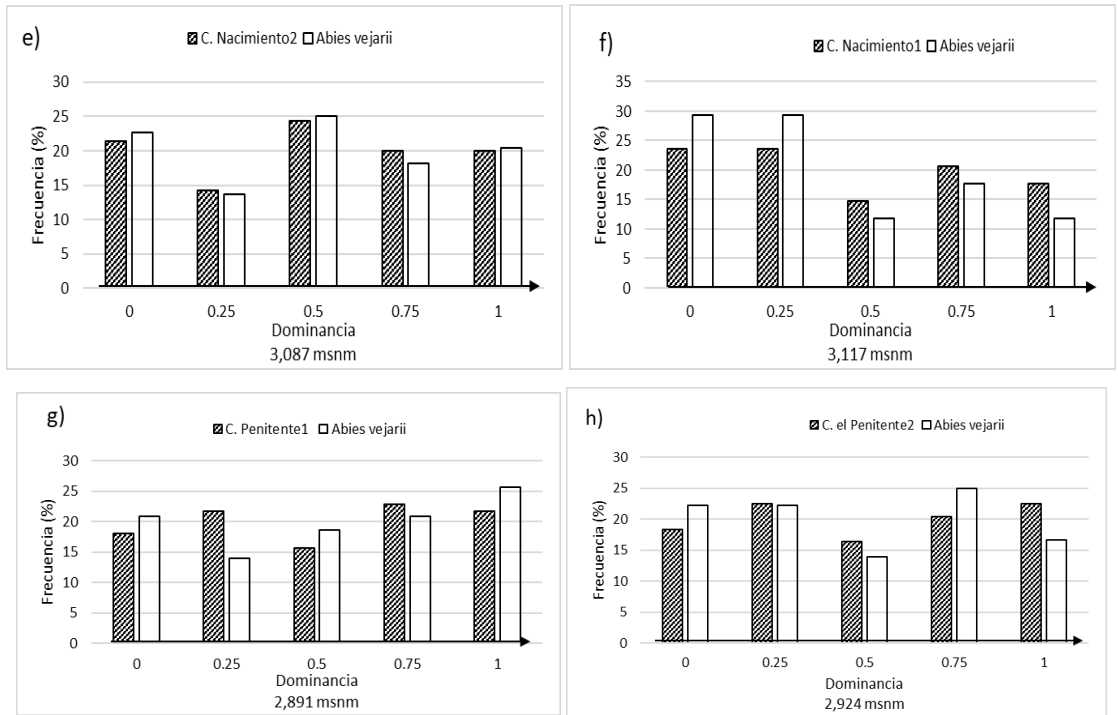 e)
C. Nacimiento2 Abies vejarii
Frecuencia (%)
30
25
20
15
10
5
0
0 0.25 0.5 0.75 1
Dominancia
3,087 msnm
f)
C. Nacimiento1 Abies vejarii
Frecuencia (%)
35
30
25
20
15
10
5
0
0 0.25 0.5 0.75 1
Dominancia
3,117 msnm
g)
C. Penitente1 Abies vejarii
Frecuencia (%)
30
25
20
15
10
5
0
0 0.25 0.5 0.75 1
Dominancia
2,891 msnm
h)
C. el Penitente2 Abies vejarii
Frecuencia (%)
30
25
20
15
10
5
0
0 0.25 0.5 0.75 1
Dominancia
2,924 msnm